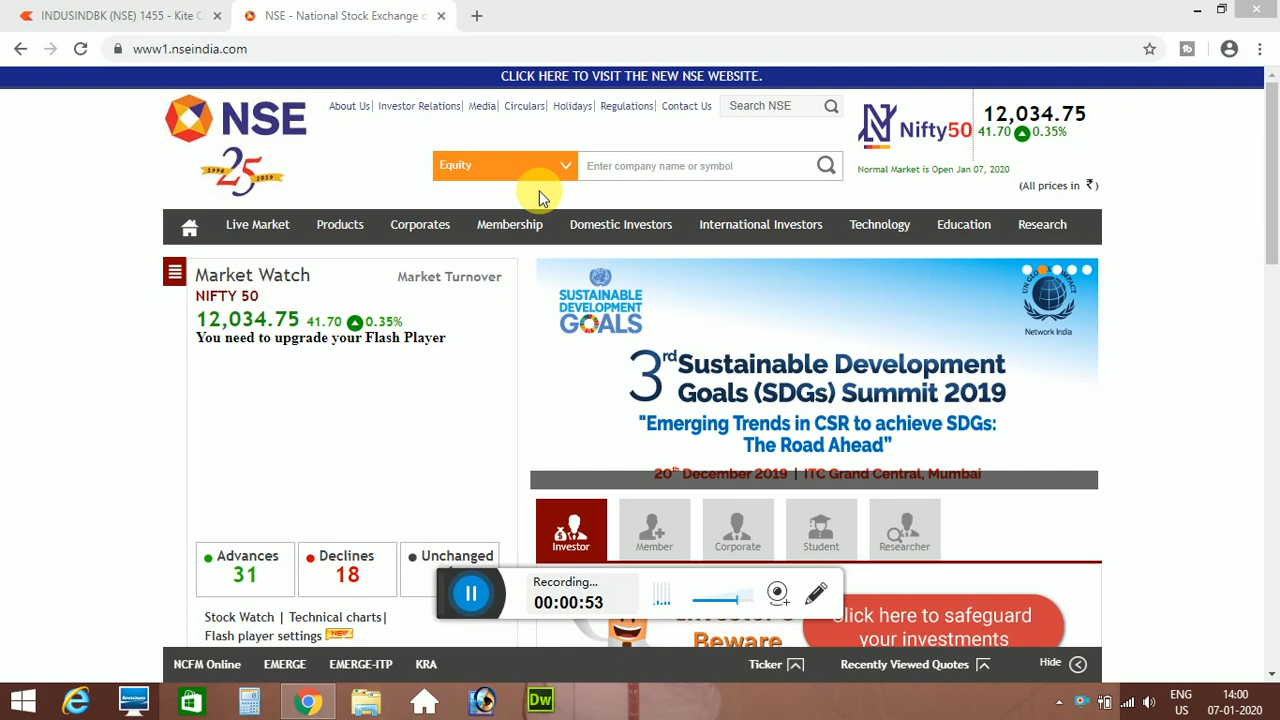 INDUSINDBK (NSE) 1455 - Kite
NSE - National Stock Exchange
www1.nseindia.com
CLICK HERE TO VISIT THE NEW NSE WEBSITE.
NSE
1994 25 2019
About Us| Investor Relations| Media| Circulars| Holidays| Regulations| Contact Us
Search NSE
Nifty50
12,034.75
41.70 0.35%
Equity
Enter company name or symbol
Normal Market is Open Jan 07, 2020
(All prices in ₹)
Live Market Products Corporates Membership Domestic Investors International Investors Technology Education Research
Market Watch
Market Turnover
NIFTY 50
12,034.75 41.70 0.35%
You need to upgrade your Flash Player
SUSTAINABLE
DEVELOPMENT
GOALS
Network India
3rd Sustainable Development
Goals (SDGs) Summit 2019
"Emerging Trends in CSR to achieve SDGs:
The Road Ahead”
20th December 2019 | ITC Grand Central, Mumbai
Investor
Member
Corporate
Student
Researcher
Advances
31
Declines
18
Unchanged
Recording...
00:00:53
Stock Watch | Technical charts|
Flash player settings NEW
Beware
Click here to safeguard
your investments
NCFM Online EMERGE EMERGE-ITP KRA
Ticker
Recently Viewed Quotes
Hide
Dw
ENG
US
14:00
07-01-2020